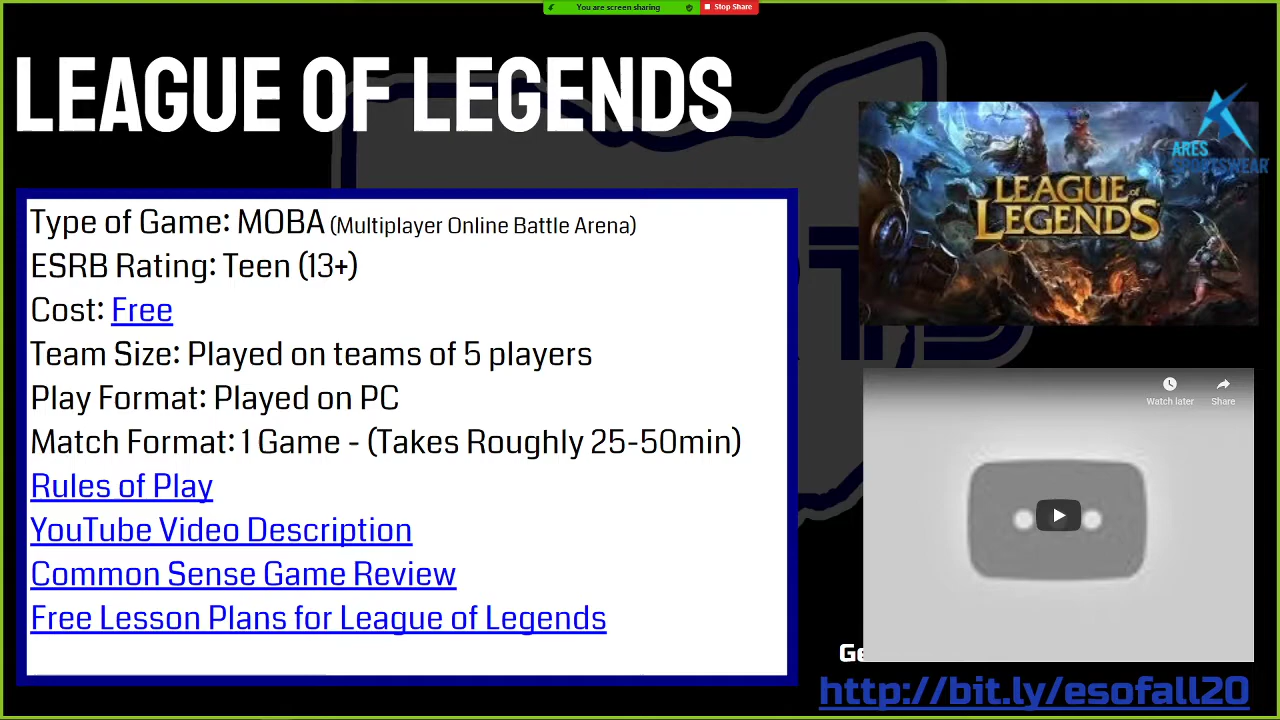 You are screen sharing
Stop Share
LEAGUE OF LEGENDS
Type of Game: MOBA (Multiplayer Online Battle Arena)
ESRB Rating: Teen (13+)
Cost: Free
Team Size: Played on teams of 5 players
Play Format: Played on PC
Match Format: 1 Game - (Takes Roughly 25-50min)
Rules of Play
YouTube Video Description
Common Sense Game Review
Free Lesson Plans for League of Legends
LEAGUE of
LEGENDS
ARES
SPORTSWEAR
Watch later
Share
http://bit.ly/esofall20